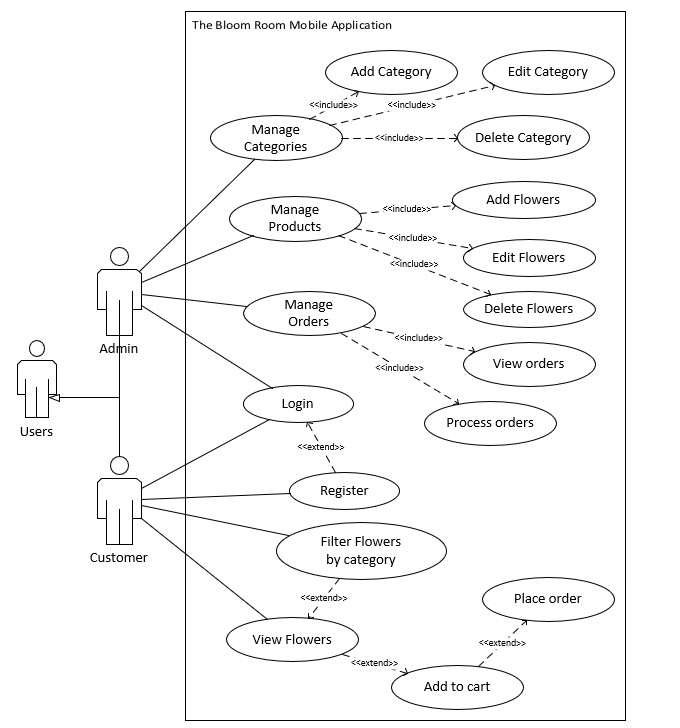 The Bloom Room Mobile Application
Add Category
Edit Category
<<include>>
<<include>>
Manage
Categories
<<include>>
Delete Category
Manage
Products
<<include>>
Add Flowers
<<include>>
Edit Flowers
<<include>>
Delete Flowers
Manage
Orders
<<include>>
View orders
<<include>>
Process orders
Admin
Users
Login
<<extend>>
Register
Customer
Filter Flowers
by category
<<extend>>
Place order
View Flowers
<<extend>>
<<extend>>
Add to cart